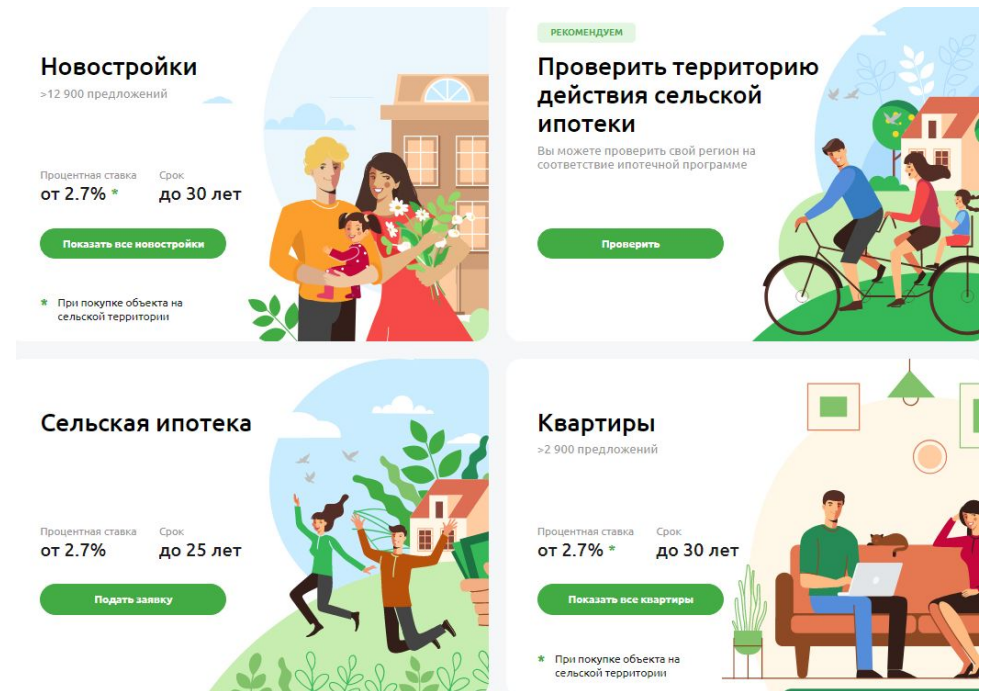 Новостройки
>12 900 предложений
Процентная ставка Срок
от 2.7% * до 30 лет
Показать все новостройки
* При покупке объекта на
сельской территории
РЕКОМЕНДУЕМ
Проверить территорию
действия сельской
ипотеки
Вы можете проверить свой регион на
соответствие ипотечной программе
Проверить
Сельская ипотека
Процентная ставка Срок
от 2.7% до 25 лет
Подать заявку
Квартиры
>2 900 предложений
Процентная ставка Срок
от 2.7% * до 30 лет
Показать все квартиры
* При покупке объекта на
сельской территории